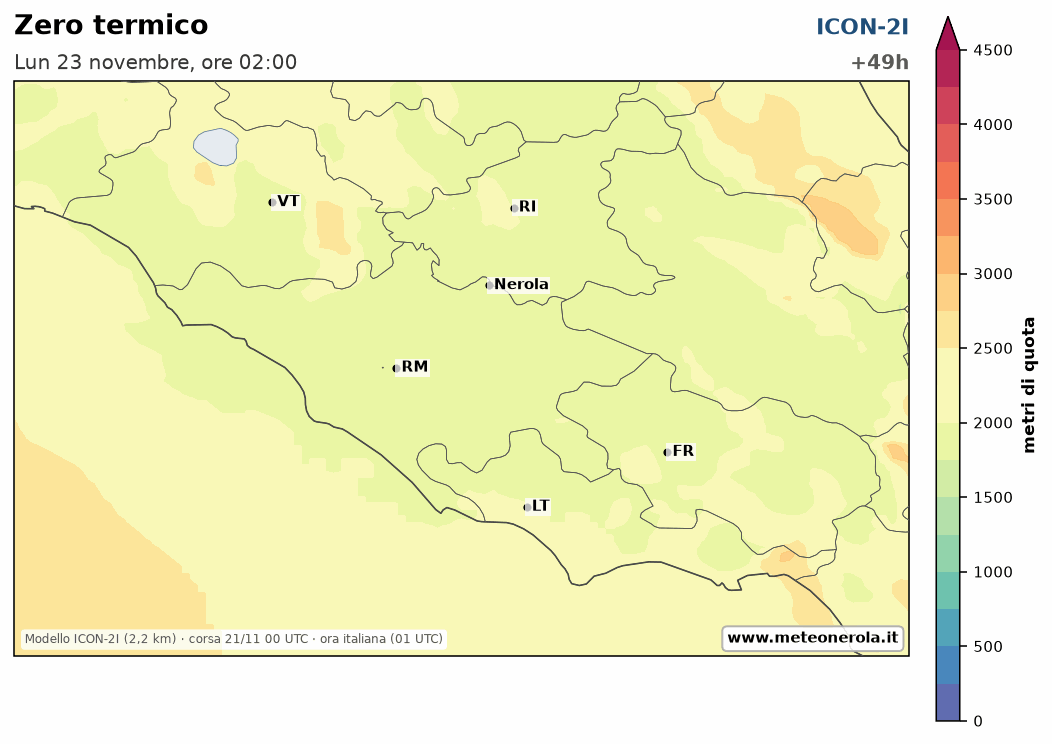 Zero termico
ICON-2I
Lun 23 novembre, ore 02:00
+49h
4500
4000
3500
3000
2500
2000
1500
1000
500
0
metri di quota
VT
RI
Nerola
RM
FR
LT
Modello ICON-2I (2,2 km) · corsa 21/11 00 UTC · ora italiana (01 UTC)
www.meteonerola.it